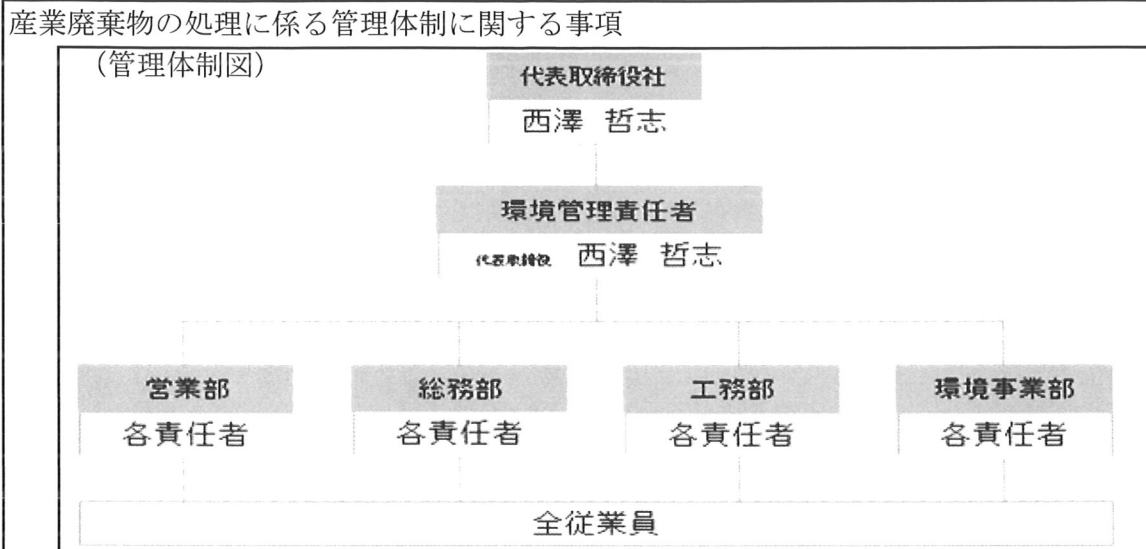 産業廃棄物の処理に係る管理体制に関する事項
(管理体制図)
代表取締役社
西澤 哲志
環境管理責任者
代表取締役 西澤 哲志
営業部 総務部 工務部 環境事業部
各責任者 各責任者 各責任者 各責任者
全従業員